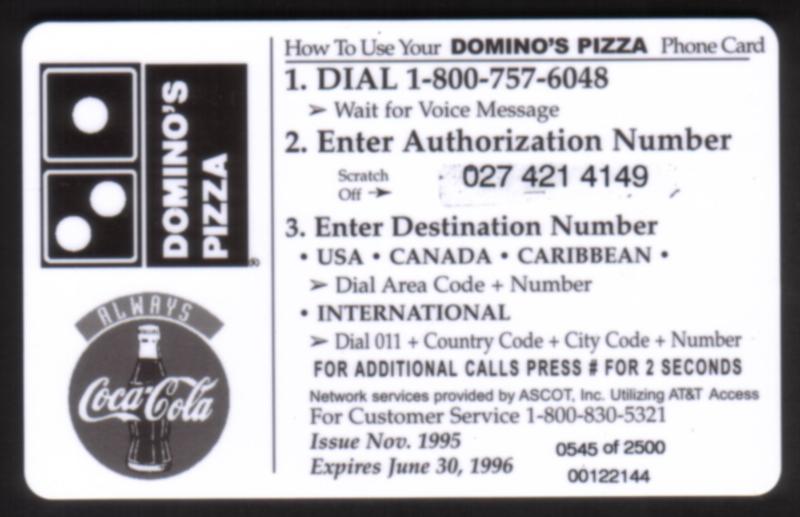 DOMINO'S
PIZZA
®
ALWAYS
Coca-Cola
How To Use Your DOMINO'S PIZZA Phone Card
1. DIAL 1-800-757-6048
➢ Wait for Voice Message
2. Enter Authorization Number
Scratch
Off → 027 421 4149
3. Enter Destination Number
• USA • CANADA • CARIBBEAN •
➢ Dial Area Code + Number
• INTERNATIONAL
➢ Dial 011 + Country Code + City Code + Number
FOR ADDITIONAL CALLS PRESS # FOR 2 SECONDS
Network services provided by ASCOT, Inc. Utilizing AT&T Access
For Customer Service 1-800-830-5321
Issue Nov. 1995
Expires June 30, 1996
0545 of 2500
00122144